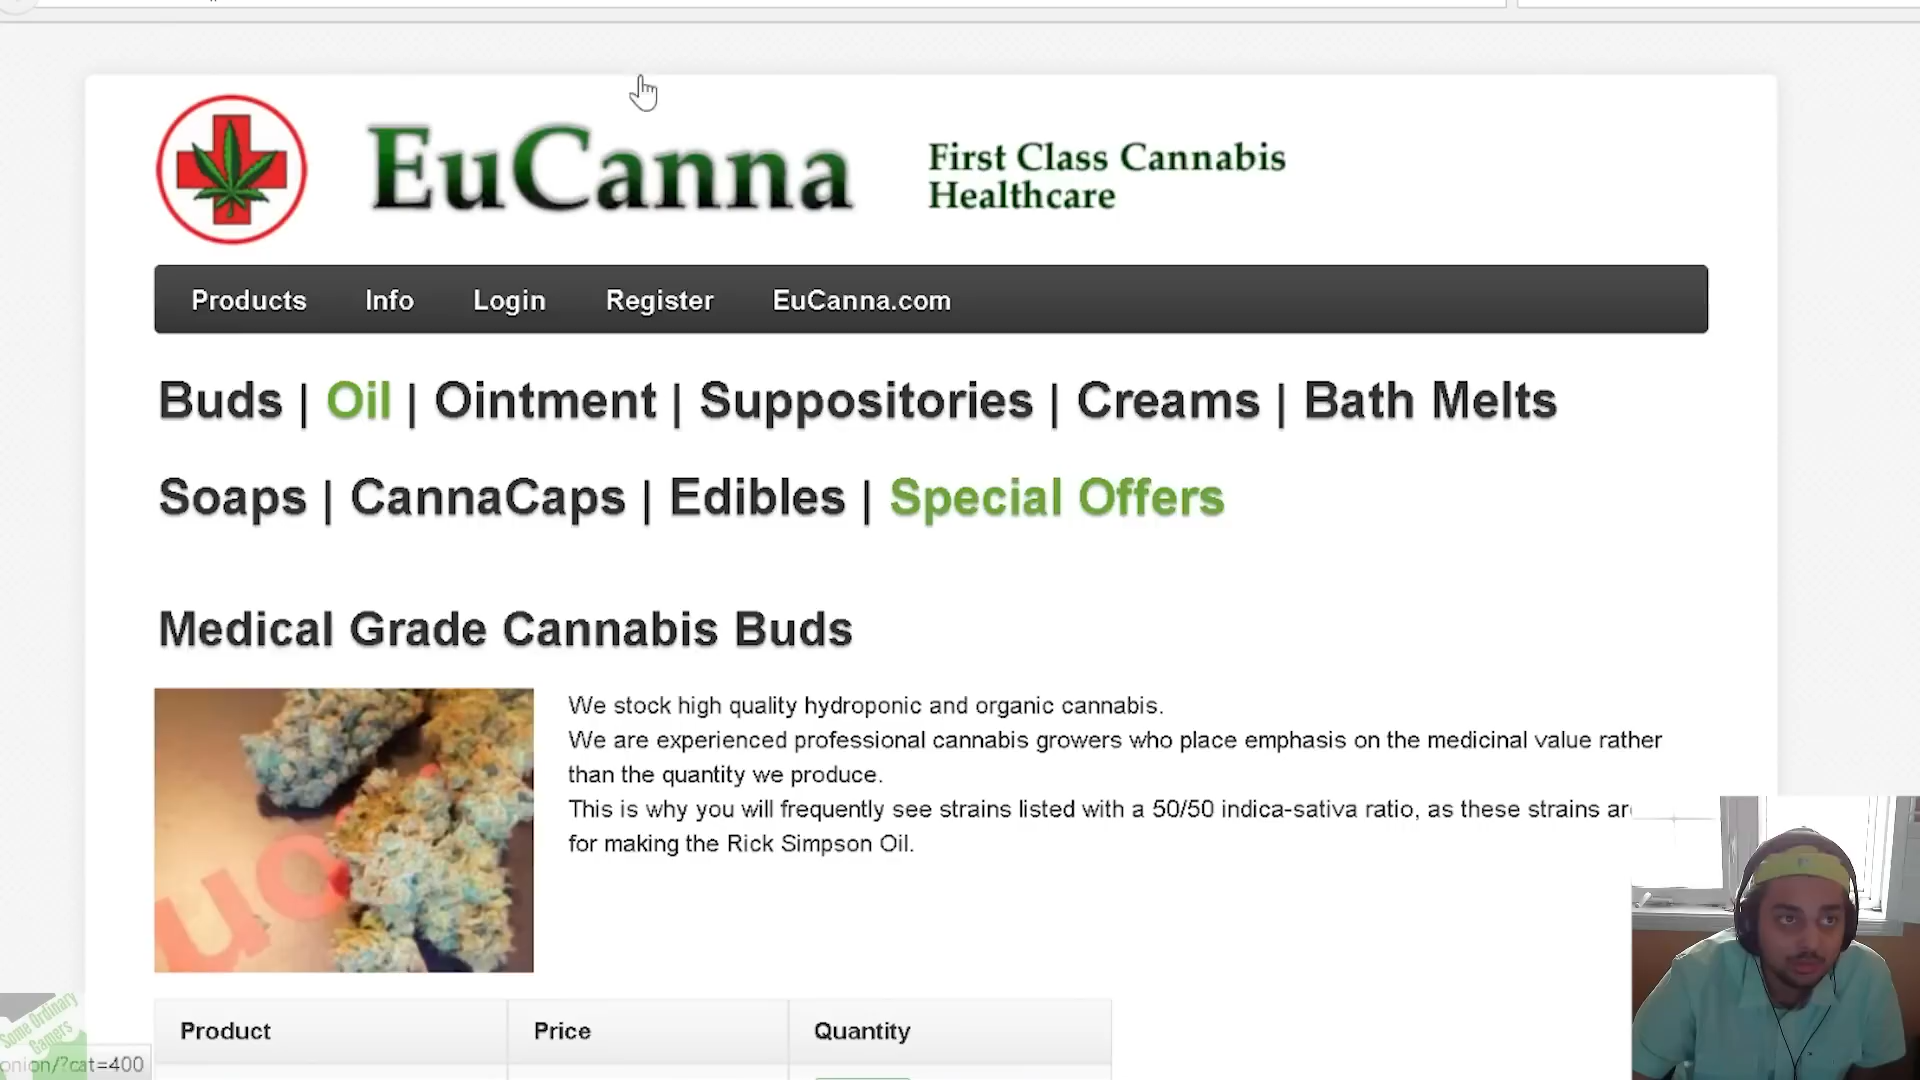 EuCanna
First Class Cannabis
Healthcare
Products Info Login Register EuCanna.com
Buds | Oil | Ointment | Suppositories | Creams | Bath Melts
Soaps | CannaCaps | Edibles | Special Offers
Medical Grade Cannabis Buds
We stock high quality hydroponic and organic cannabis.
We are experienced professional cannabis growers who place emphasis on the medicinal value rather
than the quantity we produce.
This is why you will frequently see strains listed with a 50/50 indica-sativa ratio, as these strains are
for making the Rick Simpson Oil.
uc
Product Price Quantity
Some Ordinary
Gamers
onion/?cat=400